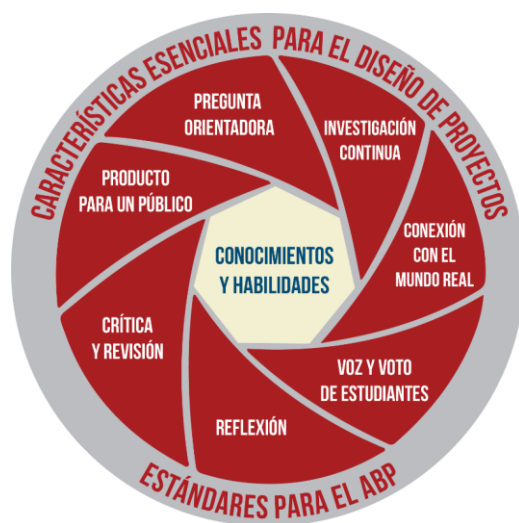 CARACTERÍSTICAS ESENCIALES PARA EL DISEÑO DE PROYECTOS
PREGUNTA
ORIENTADORA
INVESTIGACIÓN
CONTINUA
CONEXIÓN
CON EL
MUNDO REAL
VOZ Y VOTO
DE ESTUDIANTES
REFLEXIÓN
CRÍTICA
Y REVISIÓN
PRODUCTO
PARA UN PÚBLICO
CONOCIMIENTOS
Y HABILIDADES
ESTÁNDARES PARA EL ABP